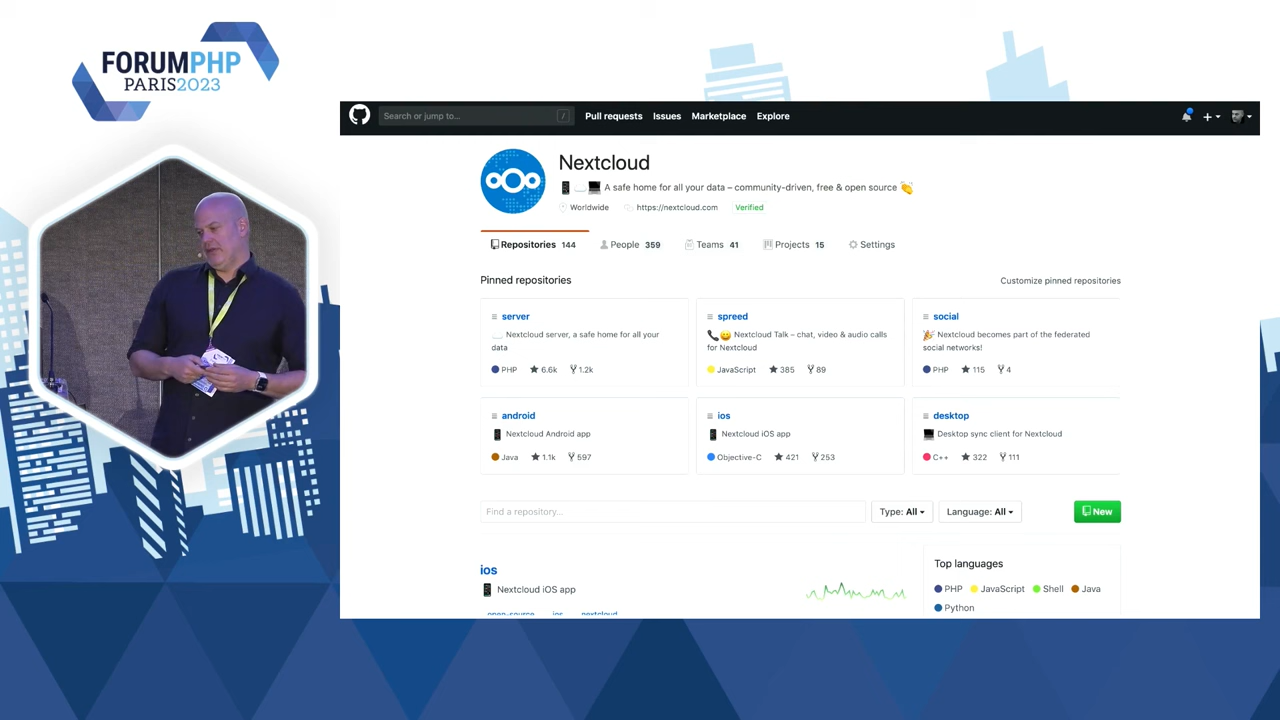 FORUMPHP
PARIS2023
Search or jump to... /
Pull requests Issues Marketplace Explore
Nextcloud
A safe home for all your data – community-driven, free & open source
Worldwide https://nextcloud.com Verified
Repositories 144 People 359 Teams 41 Projects 15 Settings
Pinned repositories Customize pinned repositories
server
Nextcloud server, a safe home for all your
data
PHP 6.6k 1.2k
spreed
Nextcloud Talk – chat, video & audio calls
for Nextcloud
JavaScript 385 89
social
Nextcloud becomes part of the federated
social networks!
PHP 115 4
android
Nextcloud Android app
Java 1.1k 597
ios
Nextcloud iOS app
Objective-C 421 253
desktop
Desktop sync client for Nextcloud
C++ 322 111
Find a repository... Type: All Language: All New
ios
Nextcloud iOS app
open-source ios nextcloud
Top languages
PHP JavaScript Shell Java
Python